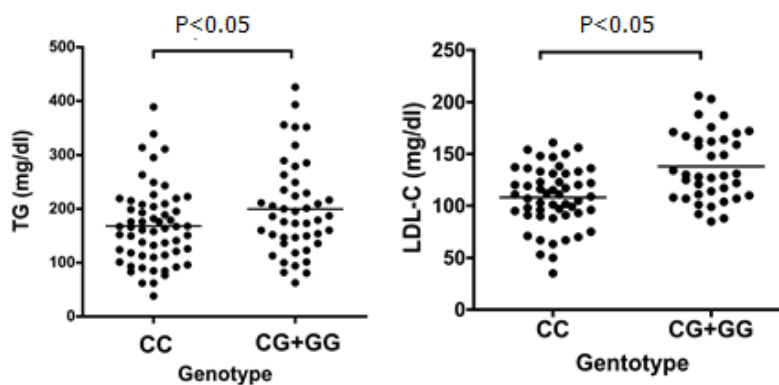 P<0.05
500
400
300
200
100
0
TG (mg/dl)
CC
CG+GG
Genotype
P<0.05
250
200
150
100
50
0
LDL-C (mg/dl)
CC
CG+GG
Gentotype